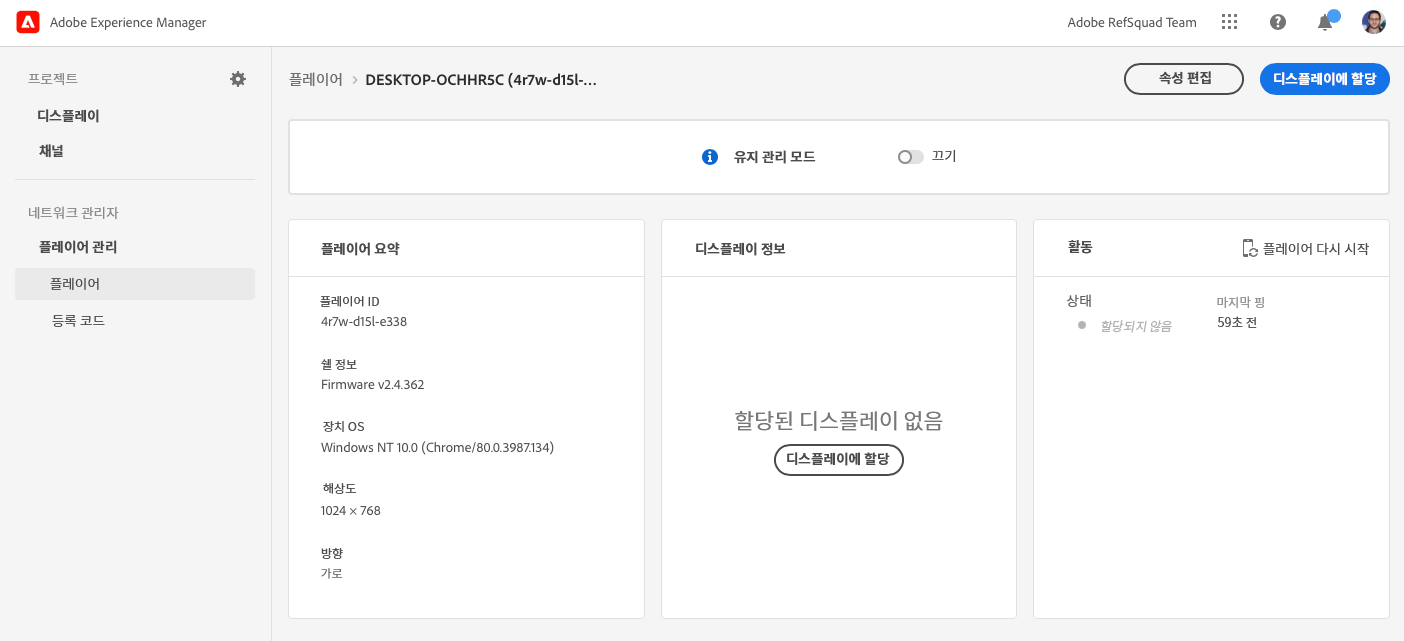 Adobe Experience Manager
Adobe RefSquad Team
프로젝트
디스플레이
채널
네트워크 관리자
플레이어 관리
플레이어
등록 코드
플레이어 > DESKTOP-OCHHR5C (4r7w-d15l-...
속성 편집
디스플레이에 할당
유지 관리 모드
끄기
플레이어 요약
플레이어 ID
4r7w-d15l-e338
쉘 정보
Firmware v2.4.362
장치 OS
Windows NT 10.0 (Chrome/80.0.3987.134)
해상도
1024 × 768
방향
가로
디스플레이 정보
할당된 디스플레이 없음
디스플레이에 할당
활동
플레이어 다시 시작
상태
할당되지 않음
마지막 핑
59초 전